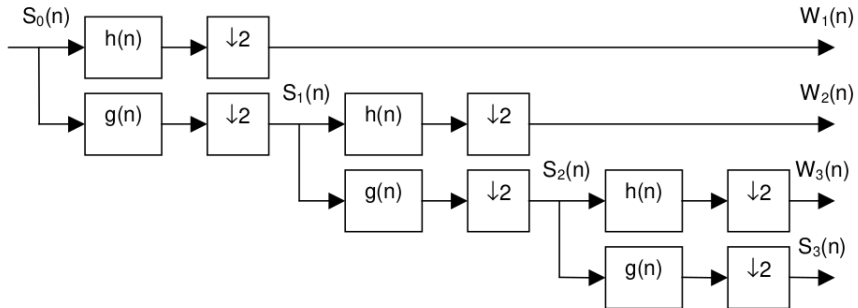 S₀(n) W₁(n)
h(n) ↓2
g(n) ↓2 S₁(n) h(n) ↓2 W₂(n)
g(n) ↓2 S₂(n) h(n) ↓2 W₃(n)
g(n) ↓2 S₃(n)